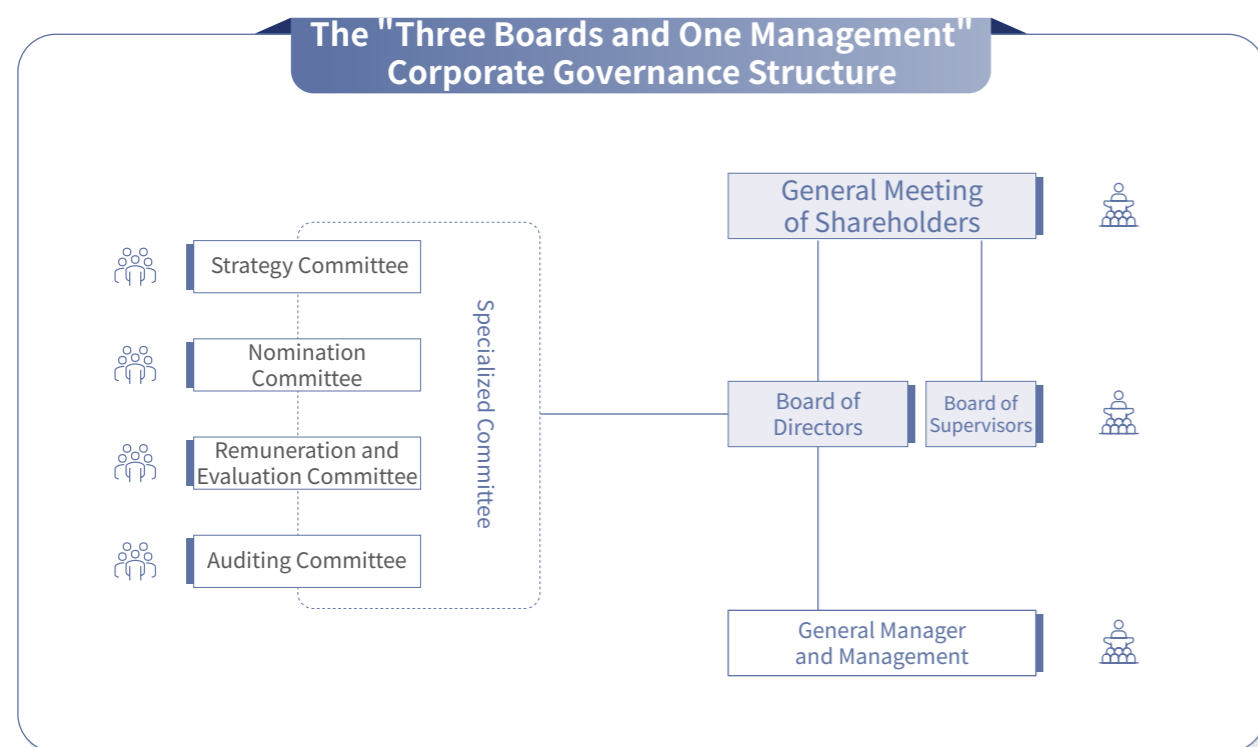 The "Three Boards and One Management"
Corporate Governance Structure
General Meeting
of Shareholders
Strategy Committee
Nomination
Committee
Remuneration and
Evaluation Committee
Auditing Committee
Specialized Committee
Board of
Directors
Board of
Supervisors
General Manager
and Management